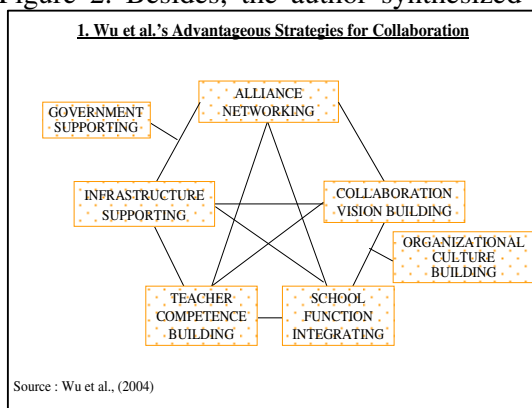 Figure 2. Besides, the author synthesized
1. Wu et al.'s Advantageous Strategies for Collaboration
ALLIANCE
NETWORKING
GOVERNMENT
SUPPORTING
INFRASTRUCTURE
SUPPORTING
COLLABORATION
VISION BUILDING
ORGANIZATIONAL
CULTURE
BUILDING
TEACHER
COMPETENCE
BUILDING
SCHOOL
FUNCTION
INTEGRATING
Source : Wu et al., (2004)